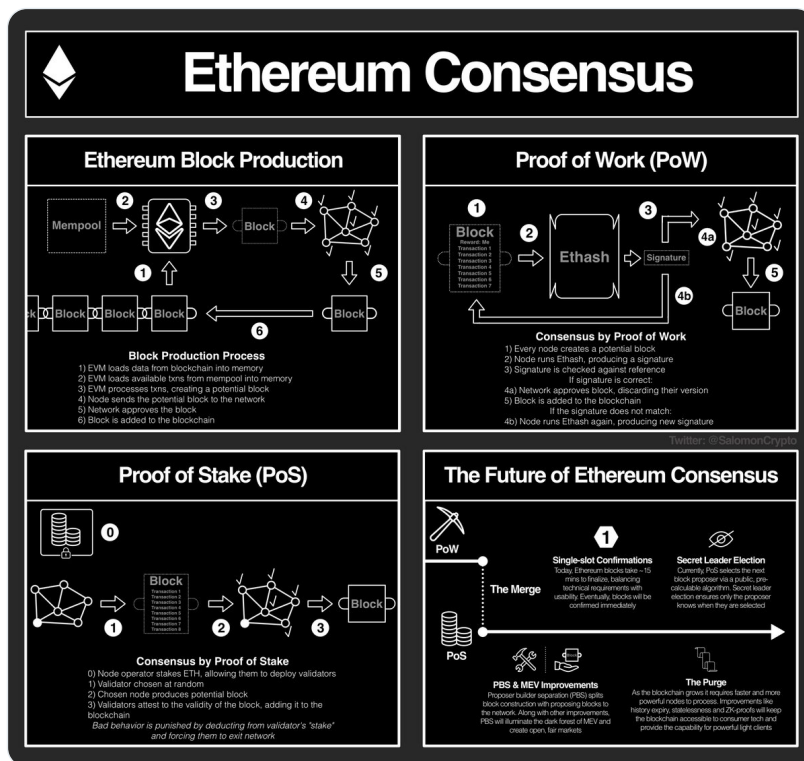 Ethereum Consensus
Ethereum Block Production
Mempool
2
3
Block
4
1
5
Block
Block
Block
Block
Block
6
Block Production Process
1) EVM loads data from blockchain into memory
2) EVM loads available txns from mempool into memory
3) EVM processes txns, creating a potential block
4) Node sends the potential block to the network
5) Network approves the block
6) Block is added to the blockchain
Proof of Work (PoW)
1
Block
Reward: Me
Transaction 1
Transaction 2
Transaction 3
Transaction 4
Transaction 5
Transaction 6
Transaction 7
2
Ethash
3
Signature
4a
4b
5
Block
Consensus by Proof of Work
1) Every node creates a potential block
2) Node runs Ethash, producing a signature
3) Signature is checked against reference
If signature is correct:
4a) Network approves block, discarding their version
5) Block is added to the blockchain
If the signature does not match:
4b) Node runs Ethash again, producing new signature
Twitter: @SalomonCrypto
Proof of Stake (PoS)
0
1
Block
Transaction 1
Transaction 2
Transaction 3
Transaction 4
Transaction 5
Transaction 6
Transaction 7
Transaction 8
2
3
Block
Consensus by Proof of Stake
0) Node operator stakes ETH, allowing them to deploy validators
1) Validator chosen at random
2) Chosen node produces potential block
3) Validators attest to the validity of the block, adding it to the
blockchain
Bad behavior is punished by deducting from validator's "stake"
and forcing them to exit network
The Future of Ethereum Consensus
PoW
The Merge
PoS
1
Single-slot Confirmations
Today, Ethereum blocks take ~15
mins to finalize, balancing
technical requirements with
usability. Eventually, blocks will be
confirmed immediately
Secret Leader Election
Currently, PoS selects the next
block proposer via a public, pre-
calculable algorithm. Secret leader
election ensures only the proposer
knows when they are selected
PBS & MEV Improvements
Proposer builder separation (PBS) splits
block construction with proposing blocks to
the network. Along with other improvements,
PBS will illuminate the dark forest of MEV and
create open, fair markets
The Purge
As the blockchain grows it requires faster and more
powerful nodes to process. Improvements like
history expiry, statelessness and ZK-proofs will keep
the blockchain accessible to consumer tech and
provide the capability for powerful light clients